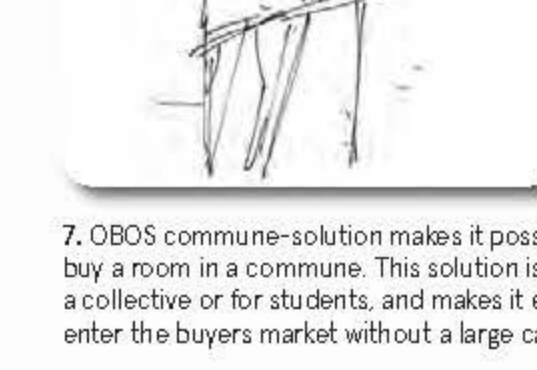 7. OBOS commune-solution makes it poss
buy a room in a commune. This solution is
a collective or for students, and makes it e
enter the buyers market without a large ca